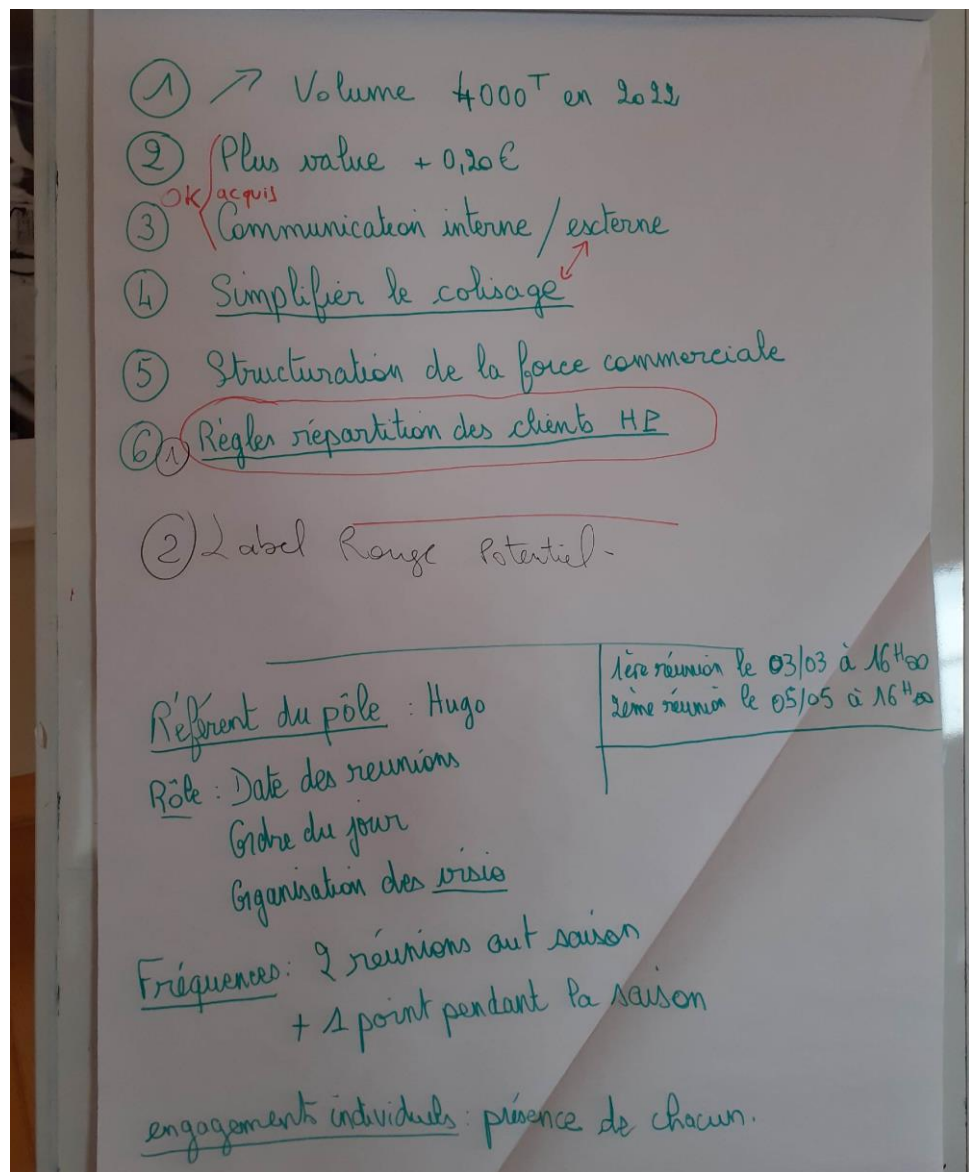 ① ↗ Volume 4000T en 2022
② Plus value + 0,20€
OK acquis
③ Communication interne / externe
④ Simplifier le colisage
⑤ Structuration de la force commerciale
⑥ ① Règles répartition des clients HP
② Label Rouge Potentiel.
1ère réunion le 03/03 à 16H00
2ème réunion le 05/05 à 16H00
Référent du pôle : Hugo
Rôle : Date des reunions
Ordre du jour
Organisation des visio
Fréquences : 2 réunions avt saison
+ 1 point pendant la saison
engagements individuels : présence de chacun.